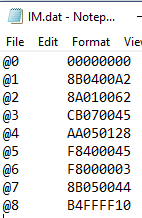 IM.dat - Notep...
File Edit Format View
@0 00000000
@1 8B0400A2
@2 8A010062
@3 CB070045
@4 AA050128
@5 F8400045
@6 F8000003
@7 8B050044
@8 B4FFFF10